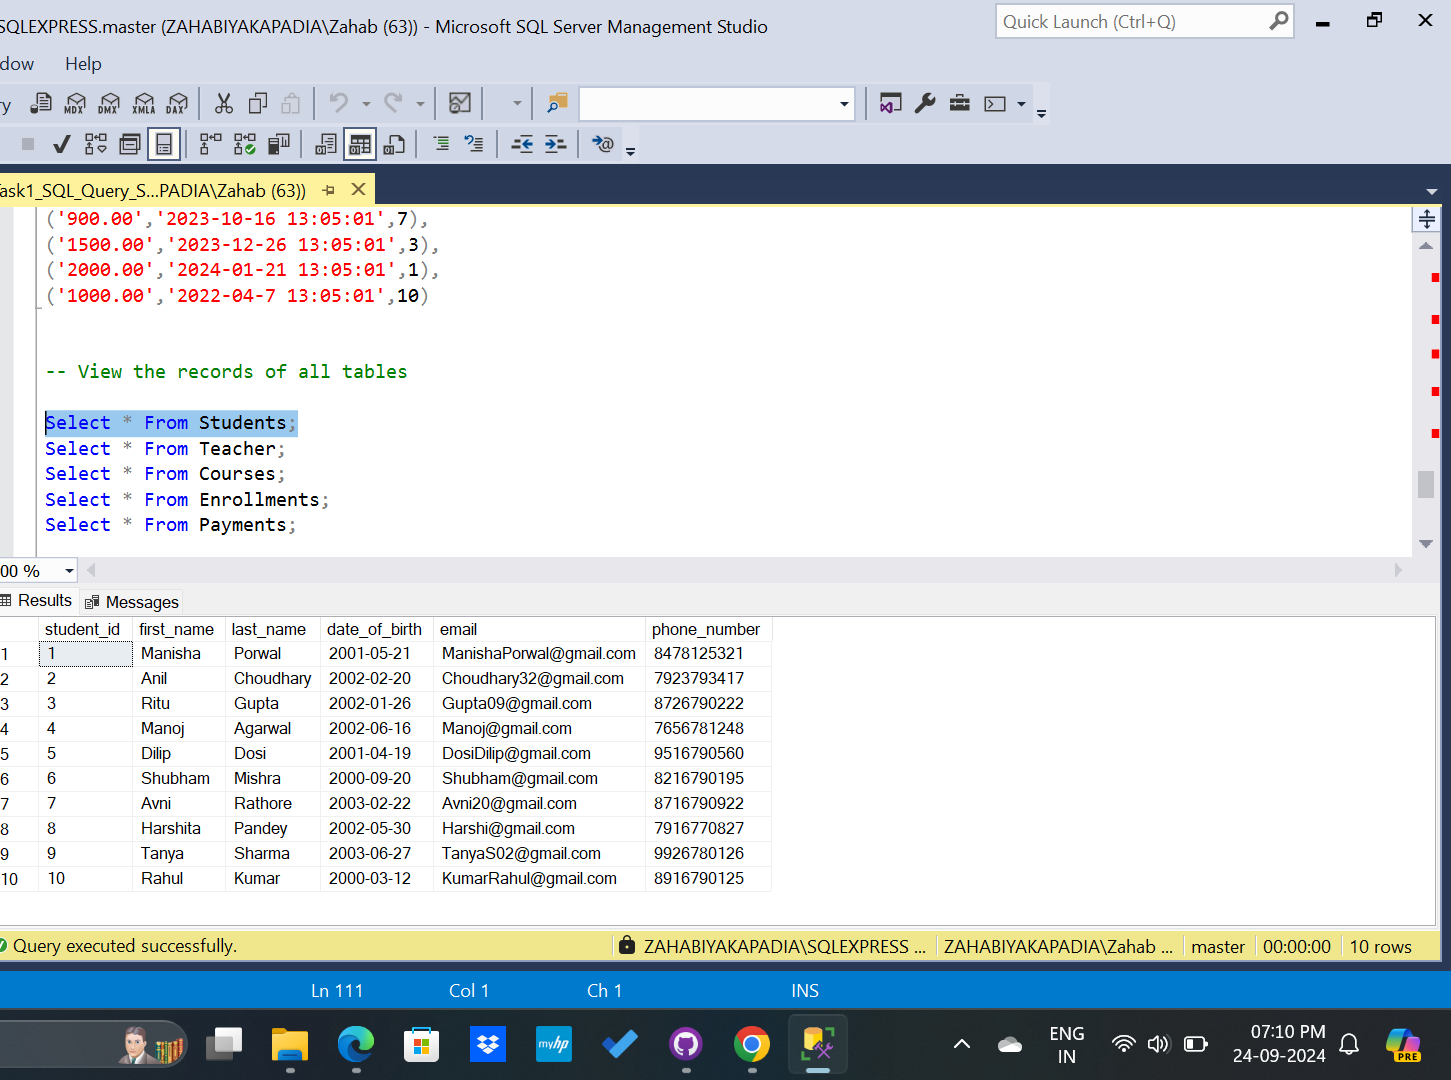 SQLEXPRESS.master (ZAHABIYAKAPADIA\Zahab (63)) - Microsoft SQL Server Management Studio
Quick Launch (Ctrl+Q)
dow Help
ry MDX DMX XMLA DAX
ask1_SQL_Query_S...PADIA\Zahab (63))
('900.00','2023-10-16 13:05:01',7),
('1500.00','2023-12-26 13:05:01',3),
('2000.00','2024-01-21 13:05:01',1),
('1000.00','2022-04-7 13:05:01',10)
-- View the records of all tables
Select * From Students;
Select * From Teacher;
Select * From Courses;
Select * From Enrollments;
Select * From Payments;
00 %
Results Messages
student_id first_name last_name date_of_birth email phone_number
1 1 Manisha Porwal 2001-05-21 ManishaPorwal@gmail.com 8478125321
2 2 Anil Choudhary 2002-02-20 Choudhary32@gmail.com 7923793417
3 3 Ritu Gupta 2002-01-26 Gupta09@gmail.com 8726790222
4 4 Manoj Agarwal 2002-06-16 Manoj@gmail.com 7656781248
5 5 Dilip Dosi 2001-04-19 DosiDilip@gmail.com 9516790560
6 6 Shubham Mishra 2000-09-20 Shubham@gmail.com 8216790195
7 7 Avni Rathore 2003-02-22 Avni20@gmail.com 8716790922
8 8 Harshita Pandey 2002-05-30 Harshi@gmail.com 7916770827
9 9 Tanya Sharma 2003-06-27 TanyaS02@gmail.com 9926780126
10 10 Rahul Kumar 2000-03-12 KumarRahul@gmail.com 8916790125
Query executed successfully. ZAHABIYAKAPADIA\SQLEXPRESS ... ZAHABIYAKAPADIA\Zahab ... master 00:00:00 10 rows
Ln 111 Col 1 Ch 1 INS
myhp
ENG
IN
07:10 PM
24-09-2024
PRE